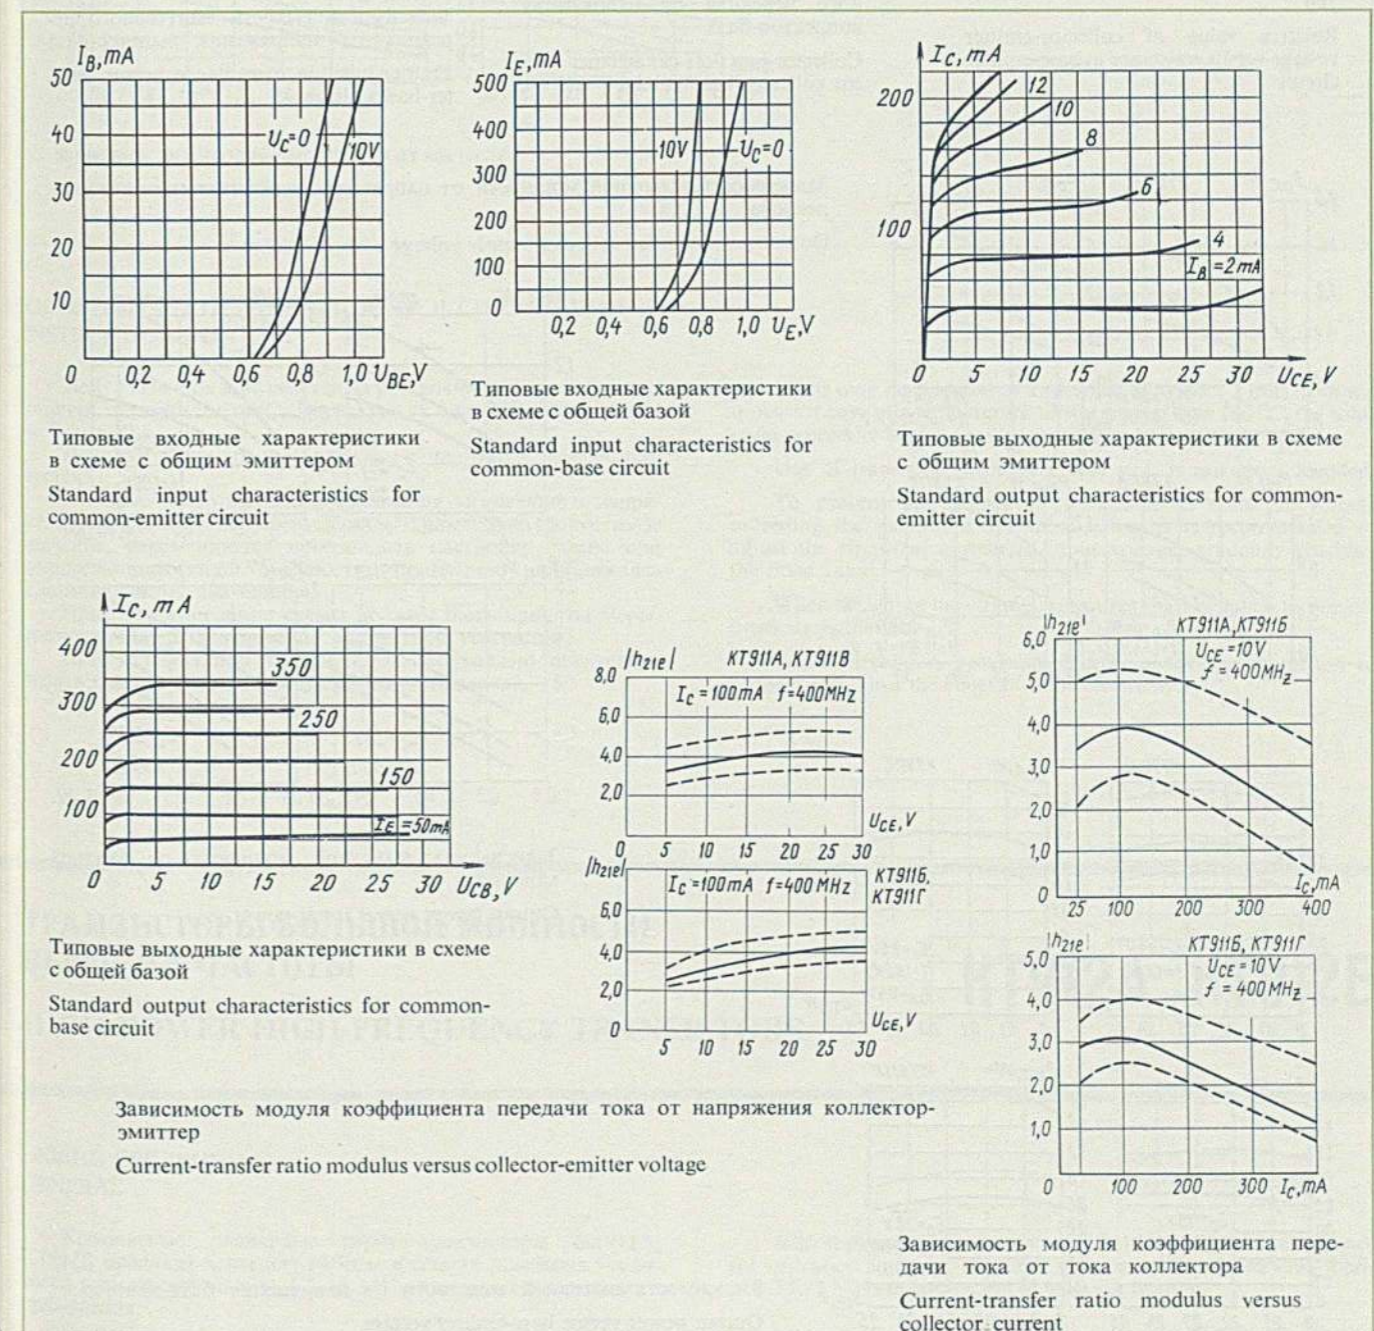 I_B, mA
50
40
30
20
10
0 0,2 0,4 0,6 0,8 1,0 U_BE,V
U_C=0
10V
Типовые входные характеристики
в схеме с общим эмиттером
Standard input characteristics for
common-emitter circuit
I_E, mA
500
400
300
200
100
0
0,2 0,4 0,6 0,8 1,0 U_E,V
10V
U_C=0
Типовые входные характеристики
в схеме с общей базой
Standard input characteristics for
common-base circuit
I_C, mA
200
100
0 5 10 15 20 25 30 U_CE, V
12
10
8
6
4
I_B=2mA
Типовые выходные характеристики в схеме
с общим эмиттером
Standard output characteristics for common-
emitter circuit
I_C, mA
400
300
200
100
0 5 10 15 20 25 30 U_CB, V
350
250
150
I_E=50mA
Типовые выходные характеристики в схеме
с общей базой
Standard output characteristics for common-
base circuit
|h21e| КТ911А, КТ911В
8,0
I_C=100mA f=400MHz
6,0
4,0
2,0
U_CE, V
0 5 10 15 20 25 30
|h21e|
I_C=100mA f=400MHz
КТ911Б,
КТ911Г
6,0
4,0
2,0
0
U_CE, V
5 10 15 20 25 30
Зависимость модуля коэффициента передачи тока от напряжения коллектор-
эмиттер
Current-transfer ratio modulus versus collector-emitter voltage
|h21e| КТ911А, КТ911Б
6,0
U_CE=10V
f=400MHz
5,0
4,0
3,0
2,0
1,0
0
I_C, mA
25 100 200 300 400
|h21e| КТ911Б, КТ911Г
5,0
U_CE=10V
f=400MHz
4,0
3,0
2,0
1,0
0 100 200 300 I_C, mA
Зависимость модуля коэффициента пере-
дачи тока от тока коллектора
Current-transfer ratio modulus versus
collector current